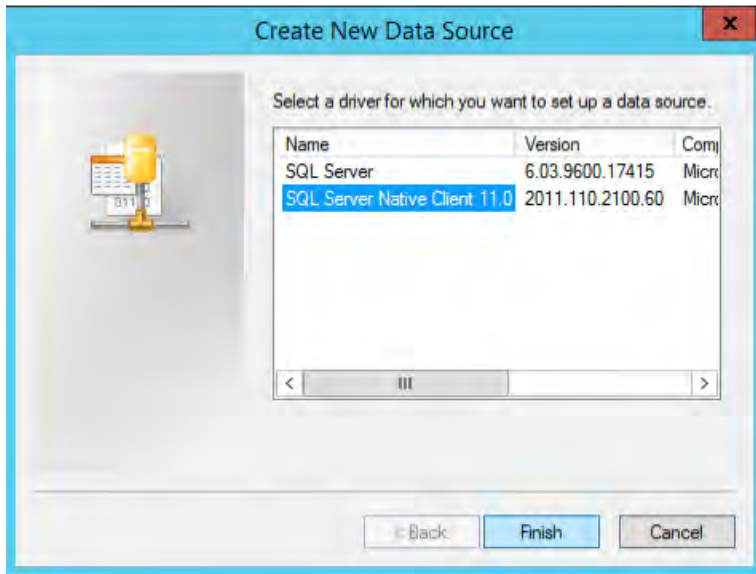 Create New Data Source
x
Select a driver for which you want to set up a data source.
Name Version
SQL Server 6.03.9600.17415
SQL Server Native Client 11.0 2011.110.2100.60
< Back Finish Cancel